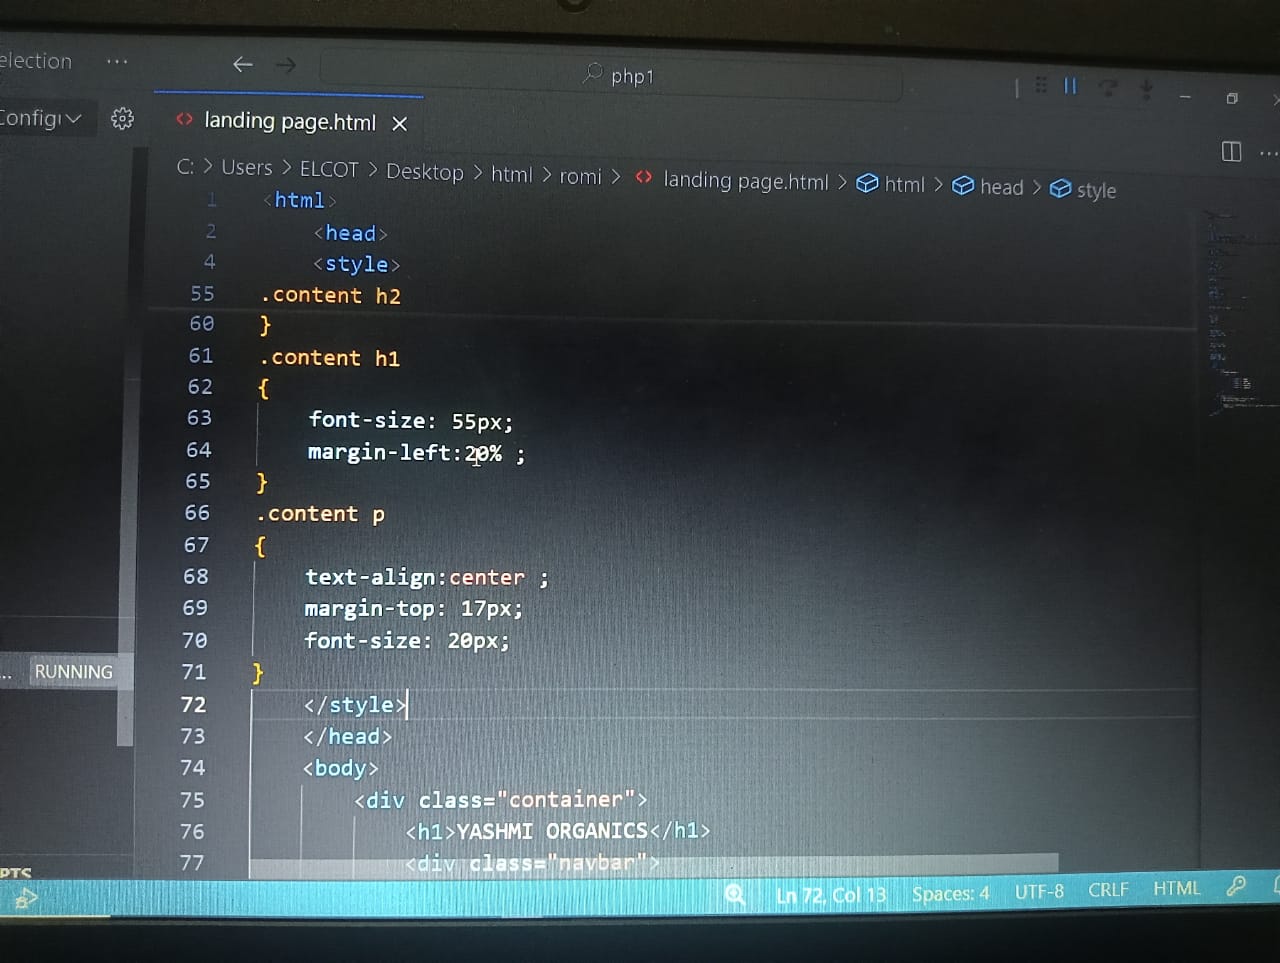 election ...
php1
Confi
landing page.html
C: > Users > ELCOT > Desktop > html > romi > <> landing page.html > html > head > style
1 <html>
2 <head>
4 <style>
55 .content h2
60 }
61 .content h1
62 {
63 font-size: 55px;
64 margin-left:20% ;
65 }
66 .content p
67 {
68 text-align:center ;
69 margin-top: 17px;
70 font-size: 20px;
71 }
... RUNNING
72 </style>
73 </head>
74 <body>
75 <div class="container">
76 <h1>YASHMI ORGANICS</h1>
77 <div class="navbar">
PTS
Ln 72, Col 13 Spaces: 4 UTF-8 CRLF HTML